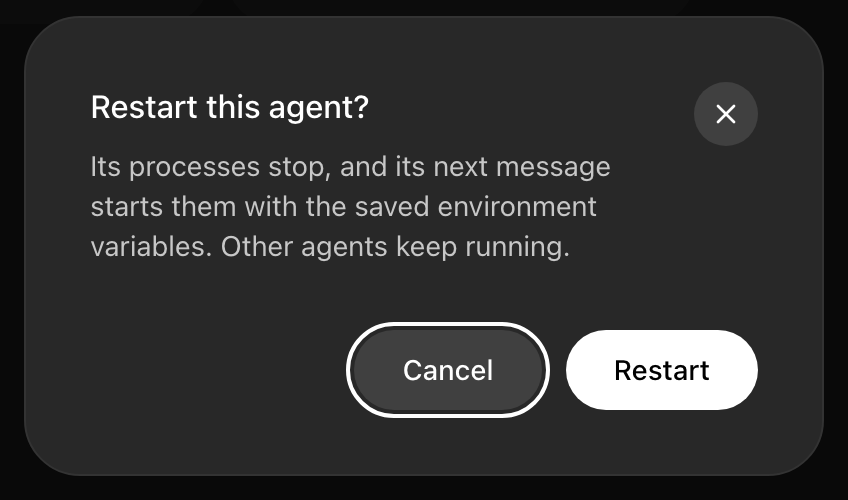 Restart this agent?
Its processes stop, and its next message
starts them with the saved environment
variables. Other agents keep running.
Cancel
Restart